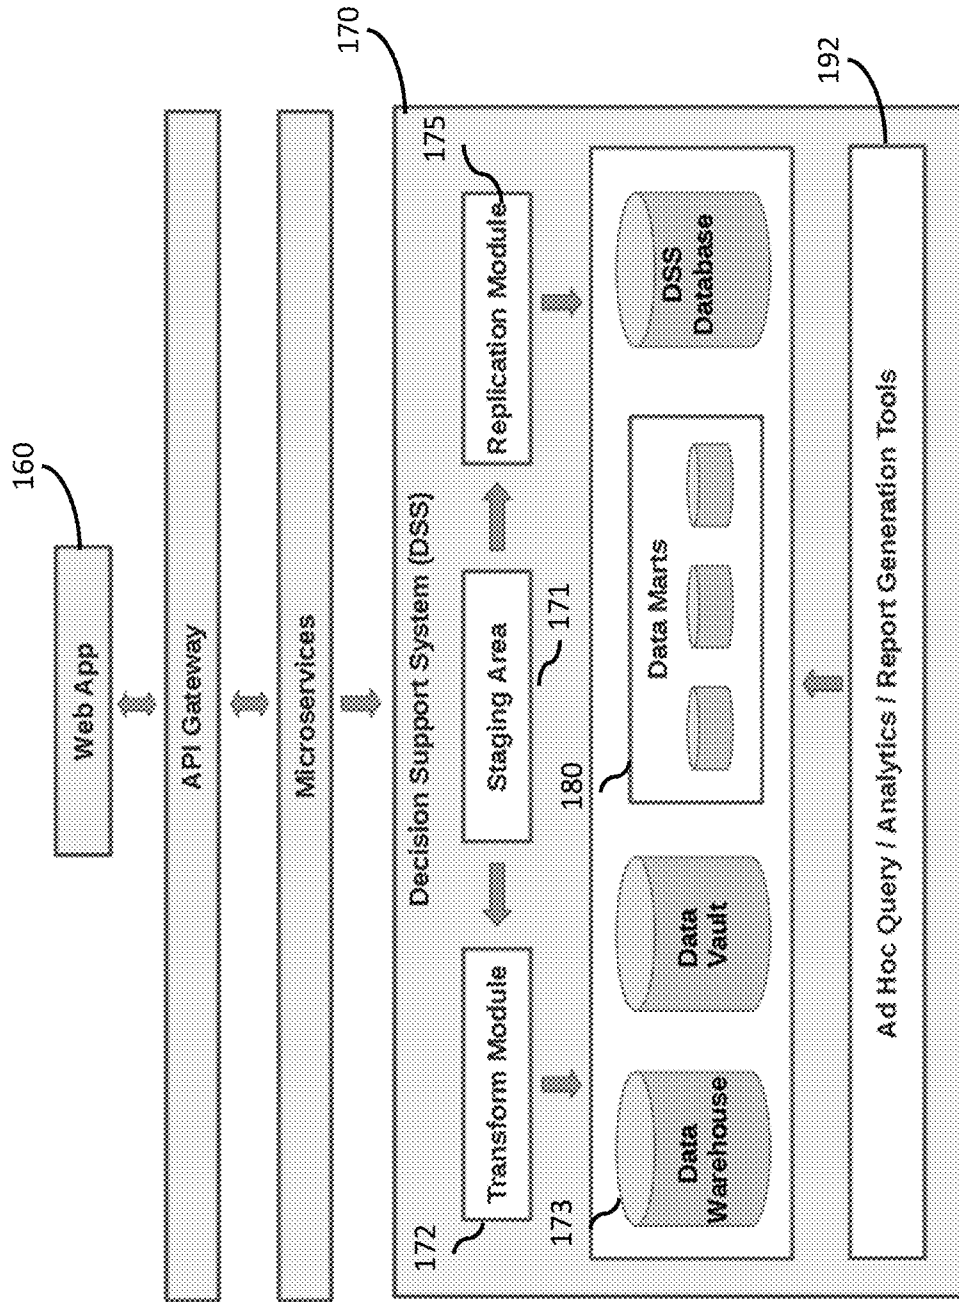 160
Web App
API Gateway
Microservices
170
Decision Support System (DSS)
175
172
Transform Module
Staging Area
Replication Module
171
173
180
Data
Warehouse
Data
Vault
Data Marts
DSS
Database
192
Ad Hoc Query / Analytics / Report Generation Tools